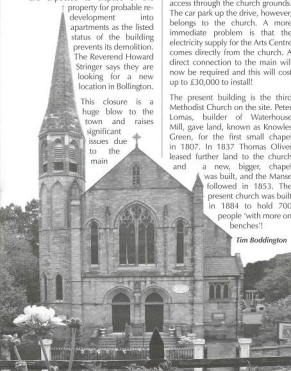 property for probable re-
development into
apartments as the listed
status of the building
prevents its demolition.
The Reverend Howard
Stringer says they are
looking for a new
location in Bollington.
This closure is a
huge blow to the
town and raises
significant
issues due
to the
main
access through the church grounds.
The car park up the drive, however,
belongs to the church. A more
immediate problem is that the
electricity supply for the Arts Centre
comes directly from the church. A
direct connection to the main will
now be required and this will cost
up to £30,000 to install!
The present building is the third
Methodist Church on the site. Peter
Lomas, builder of Waterhouse
Mill, gave land, known as Knowles
Green, for the first small chapel
in 1807. In 1837 Thomas Oliver
leased further land to the church
and a new, bigger, chapel
was built, and the Manse
followed in 1853. The
present church was built
in 1884 to hold 700
people 'with more on
benches'!
Tim Boddington